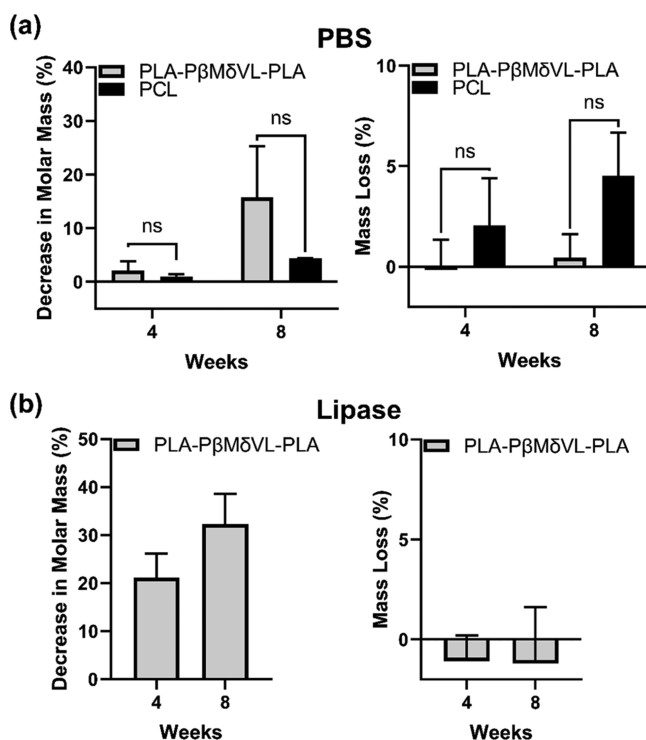 (a)
PBS
PLA-PβMδVL-PLA
PCL
Decrease in Molar Mass (%)
40
30
20
10
0
ns
ns
4
8
Weeks
PLA-PβMδVL-PLA
PCL
Mass Loss (%)
10
5
0
ns
ns
4
8
Weeks
(b)
Lipase
PLA-PβMδVL-PLA
Decrease in Molar Mass (%)
50
40
30
20
10
0
4
8
Weeks
PLA-PβMδVL-PLA
Mass Loss (%)
10
5
0
4
8
Weeks